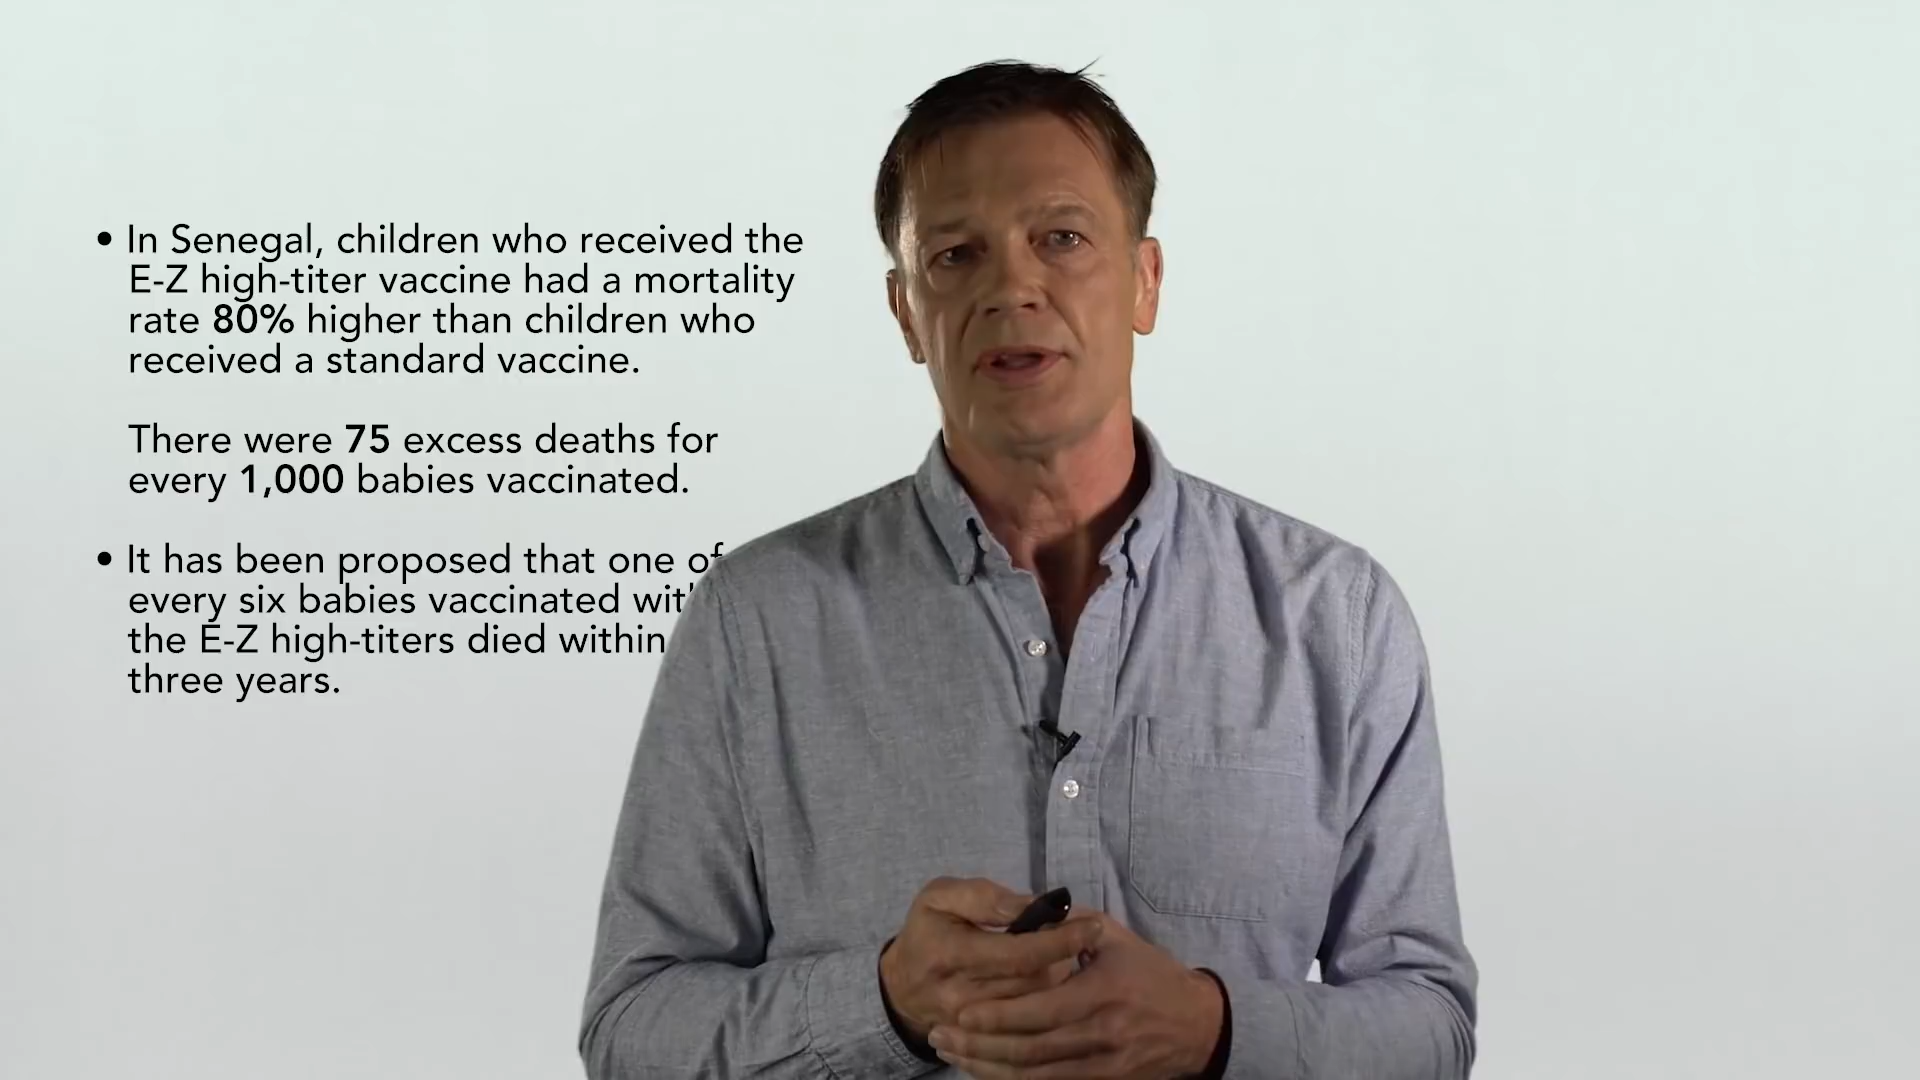 • In Senegal, children who received the
E-Z high-titer vaccine had a mortality
rate 80% higher than children who
received a standard vaccine.
There were 75 excess deaths for
every 1,000 babies vaccinated.
• It has been proposed that one of
every six babies vaccinated with
the E-Z high-titers died within
three years.